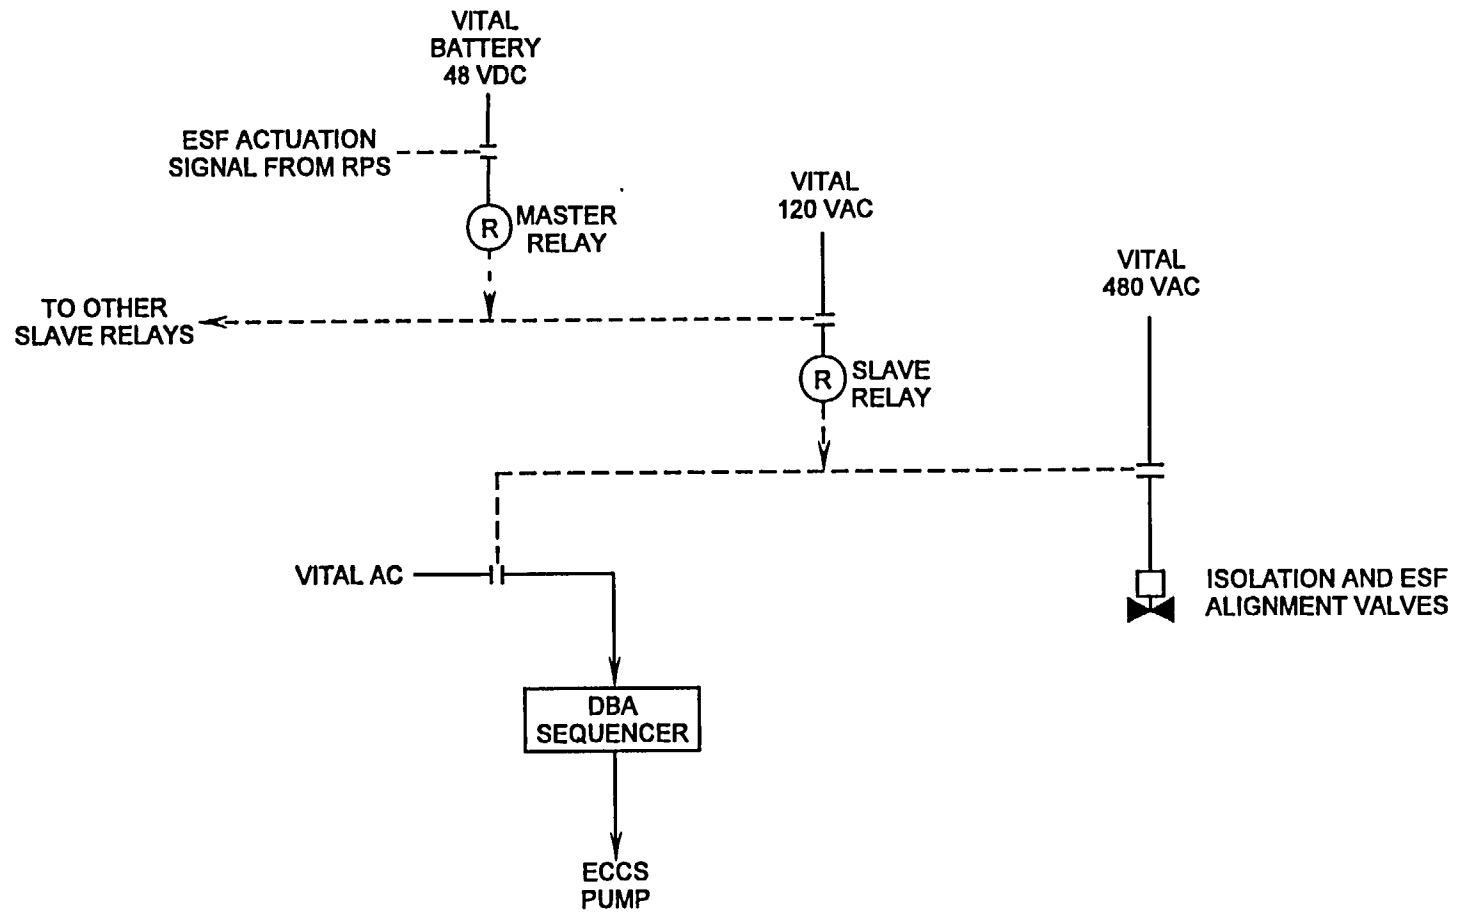 VITAL
BATTERY
48 VDC
ESF ACTUATION
SIGNAL FROM RPS
R
MASTER
RELAY
VITAL
120 VAC
VITAL
480 VAC
TO OTHER
SLAVE RELAYS
R
SLAVE
RELAY
VITAL AC
ISOLATION AND ESF
ALIGNMENT VALVES
DBA
SEQUENCER
ECCS
PUMP